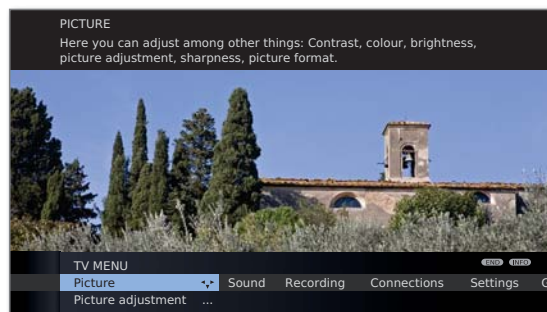 PICTURE
Here you can adjust among other things: Contrast, colour, brightness,
picture adjustment, sharpness, picture format.
TV MENU END INFO
Picture Sound Recording Connections Settings
Picture adjustment ...